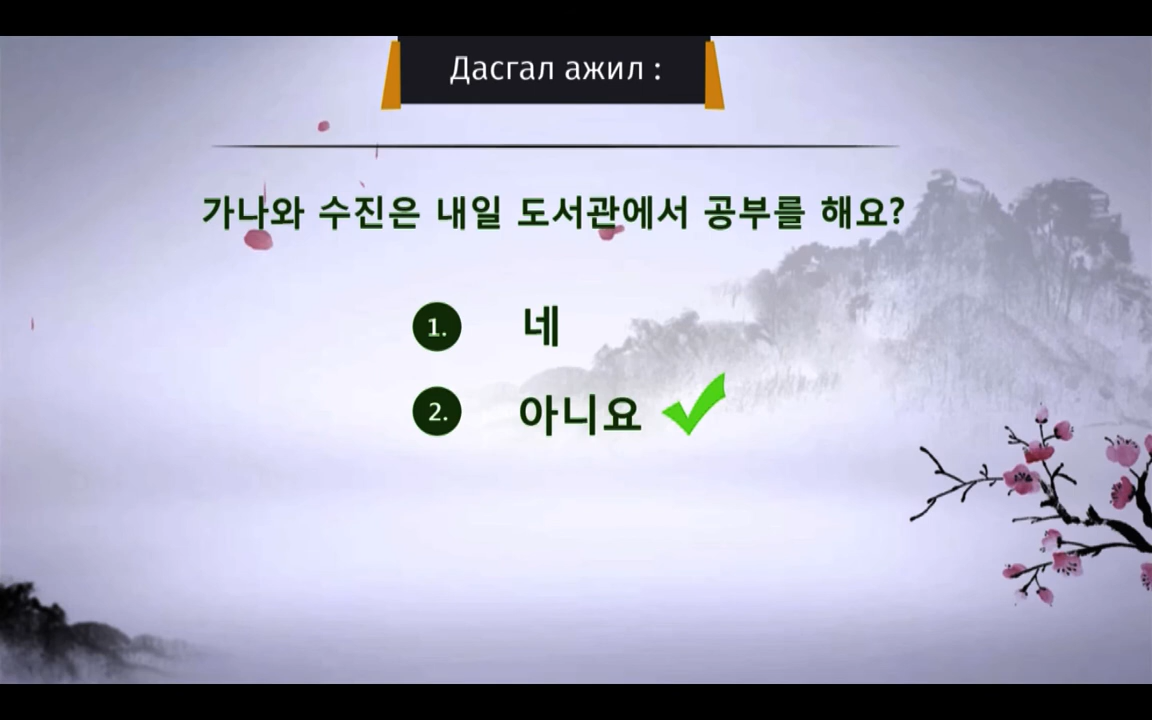 Дасгал ажил :
가나와 수진은 내일 도서관에서 공부를 해요?
1. 네
2. 아니요